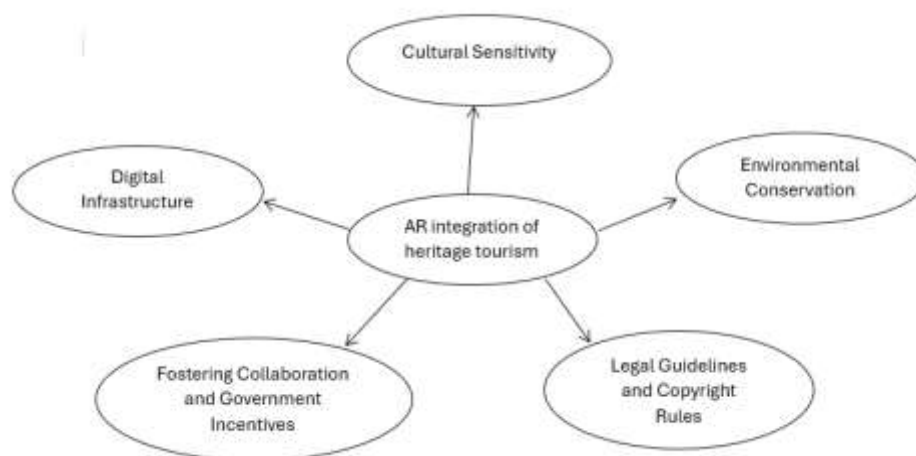 Cultural Sensitivity
Digital
Infrastructure
Environmental
Conservation
AR integration of
heritage tourism
Fostering Collaboration
and Government
Incentives
Legal Guidelines
and Copyright
Rules